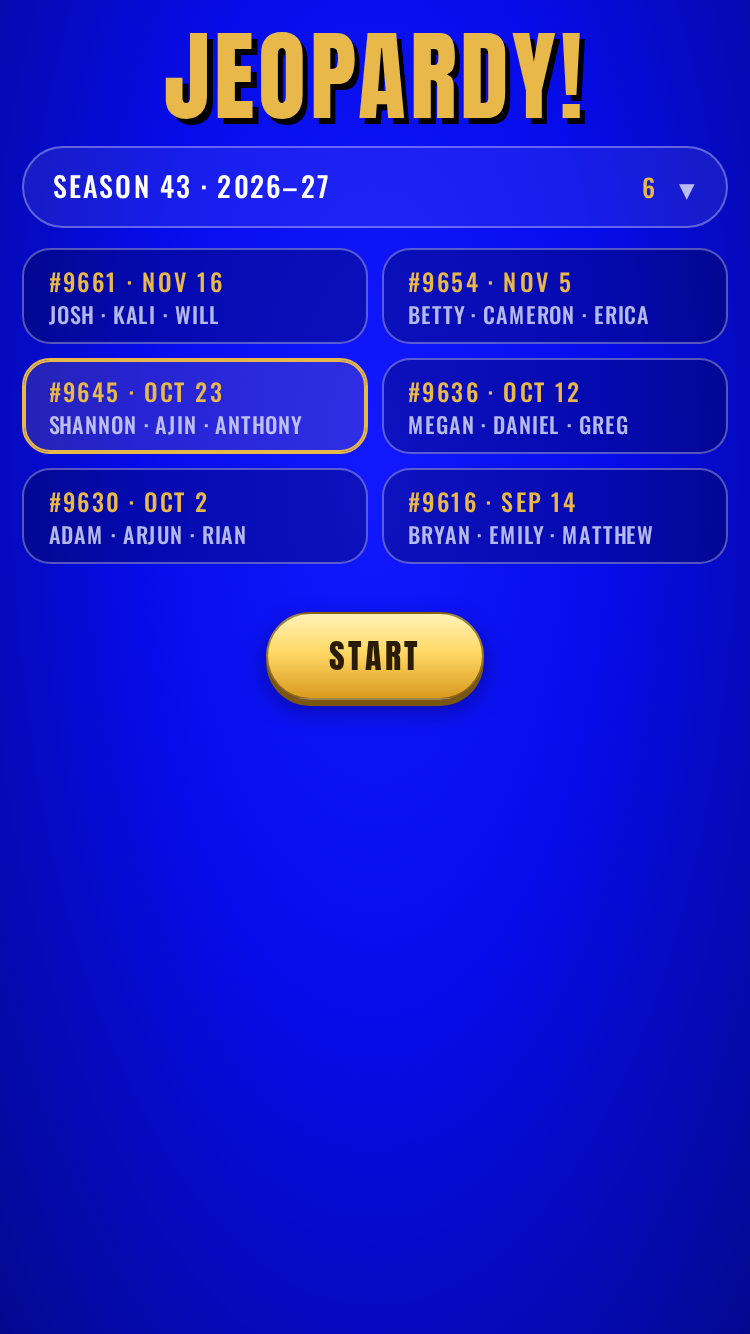 JEOPARDY!
SEASON 43 · 2026–27 6 ▼
#9661 · NOV 16
JOSH · KALI · WILL
#9654 · NOV 5
BETTY · CAMERON · ERICA
#9645 · OCT 23
SHANNON · AJIN · ANTHONY
#9636 · OCT 12
MEGAN · DANIEL · GREG
#9630 · OCT 2
ADAM · ARJUN · RIAN
#9616 · SEP 14
BRYAN · EMILY · MATTHEW
START